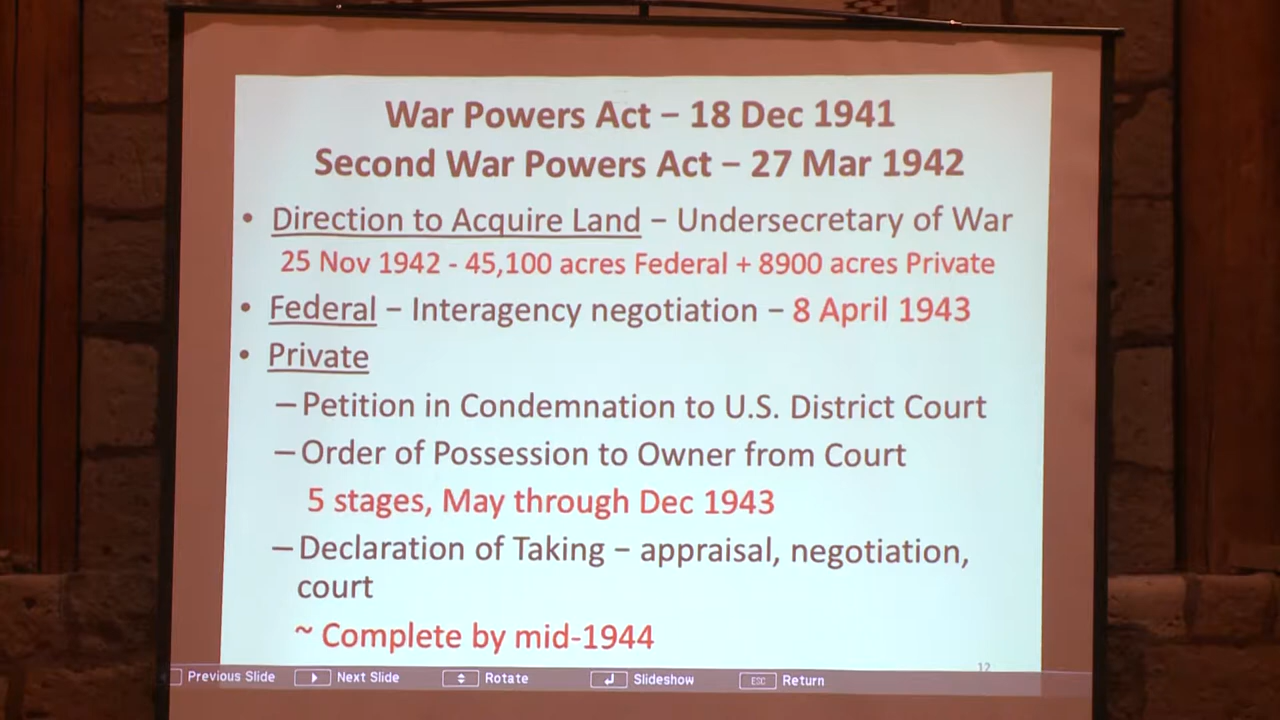 War Powers Act – 18 Dec 1941
Second War Powers Act – 27 Mar 1942
• Direction to Acquire Land – Undersecretary of War
25 Nov 1942 - 45,100 acres Federal + 8900 acres Private
• Federal – Interagency negotiation – 8 April 1943
• Private
– Petition in Condemnation to U.S. District Court
– Order of Possession to Owner from Court
5 stages, May through Dec 1943
– Declaration of Taking – appraisal, negotiation,
court
~ Complete by mid-1944
12
Previous Slide Next Slide Rotate Slideshow ESC Return